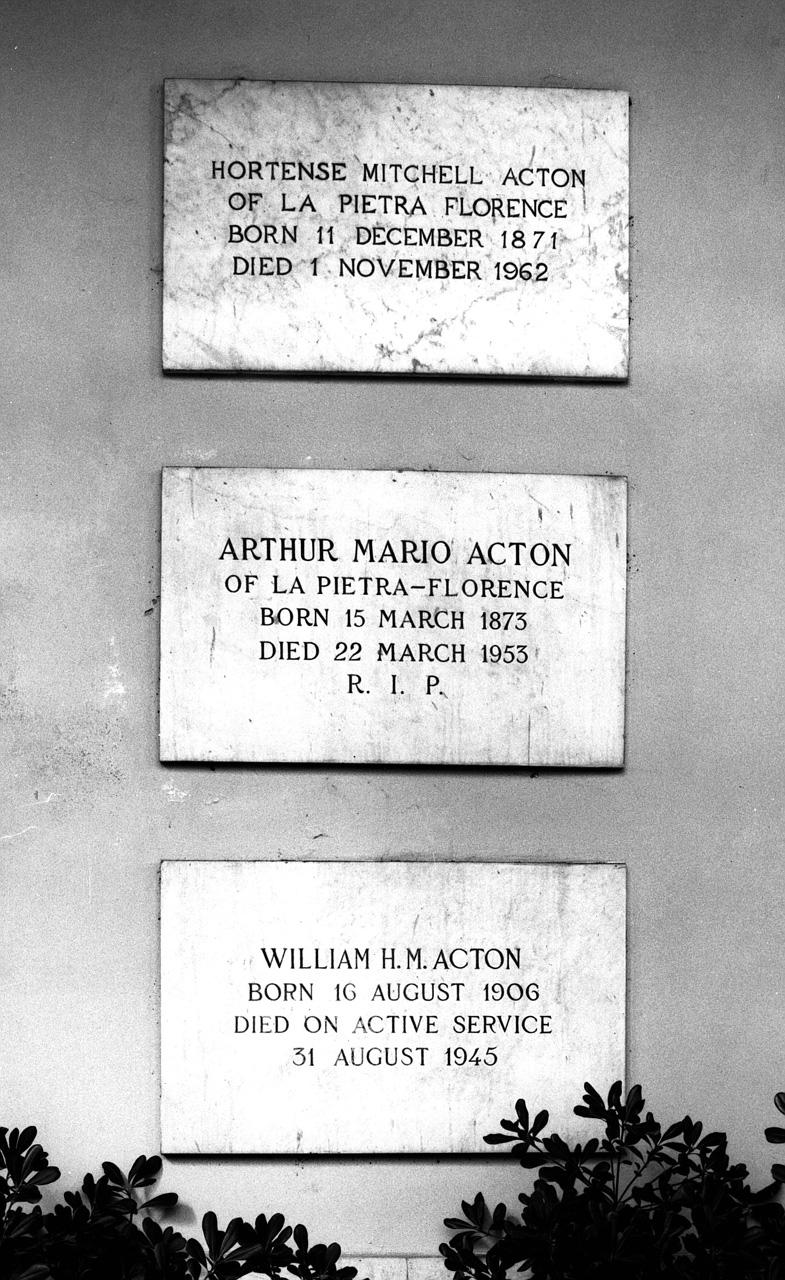 HORTENSE MITCHELL ACTON
OF LA PIETRA FLORENCE
BORN 11 DECEMBER 1871
DIED 1 NOVEMBER 1962
ARTHUR MARIO ACTON
OF LA PIETRA-FLORENCE
BORN 15 MARCH 1873
DIED 22 MARCH 1953
R. I. P.
WILLIAM H.M. ACTON
BORN 16 AUGUST 1906
DIED ON ACTIVE SERVICE
31 AUGUST 1945